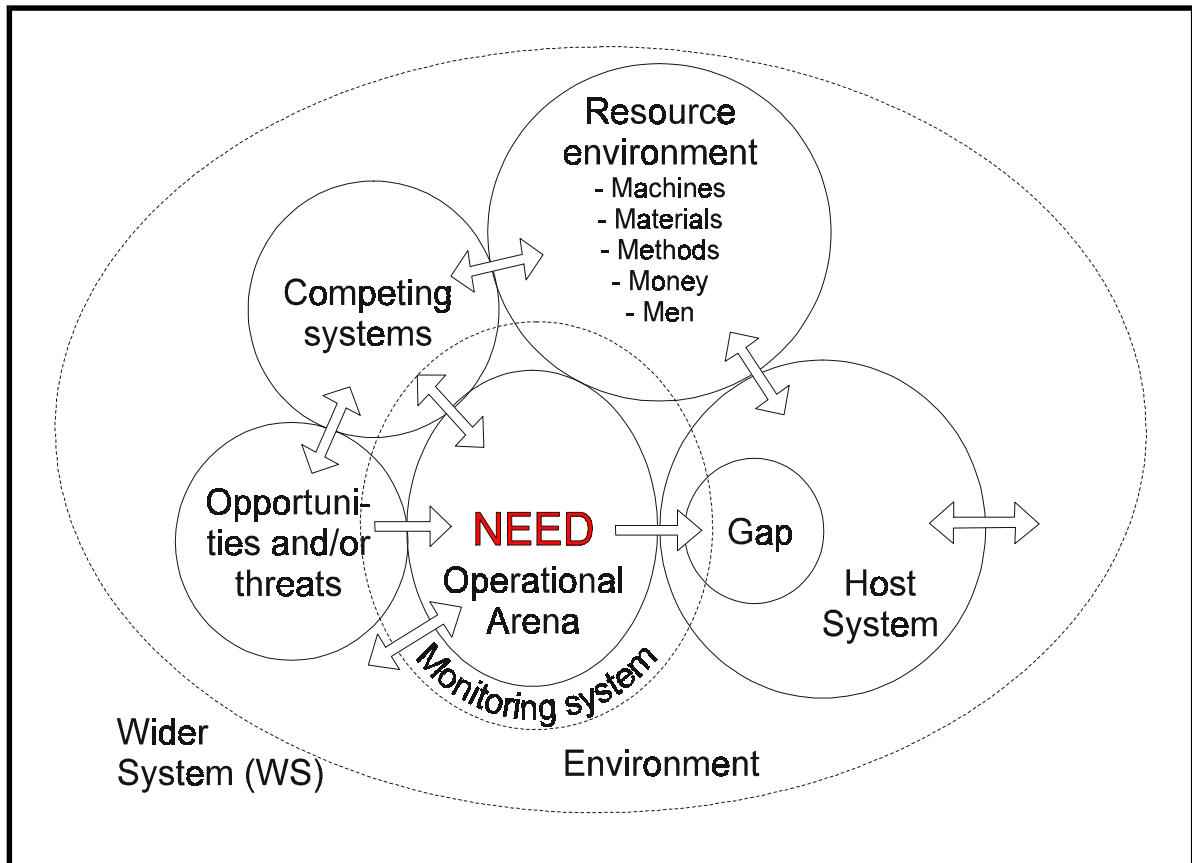 Resource
environment
- Machines
- Materials
- Methods
- Money
- Men
Competing
systems
Opportuni-
ties and/or
threats
NEED
Operational
Arena
Monitoring system
Gap
Host
System
Wider
System (WS)
Environment